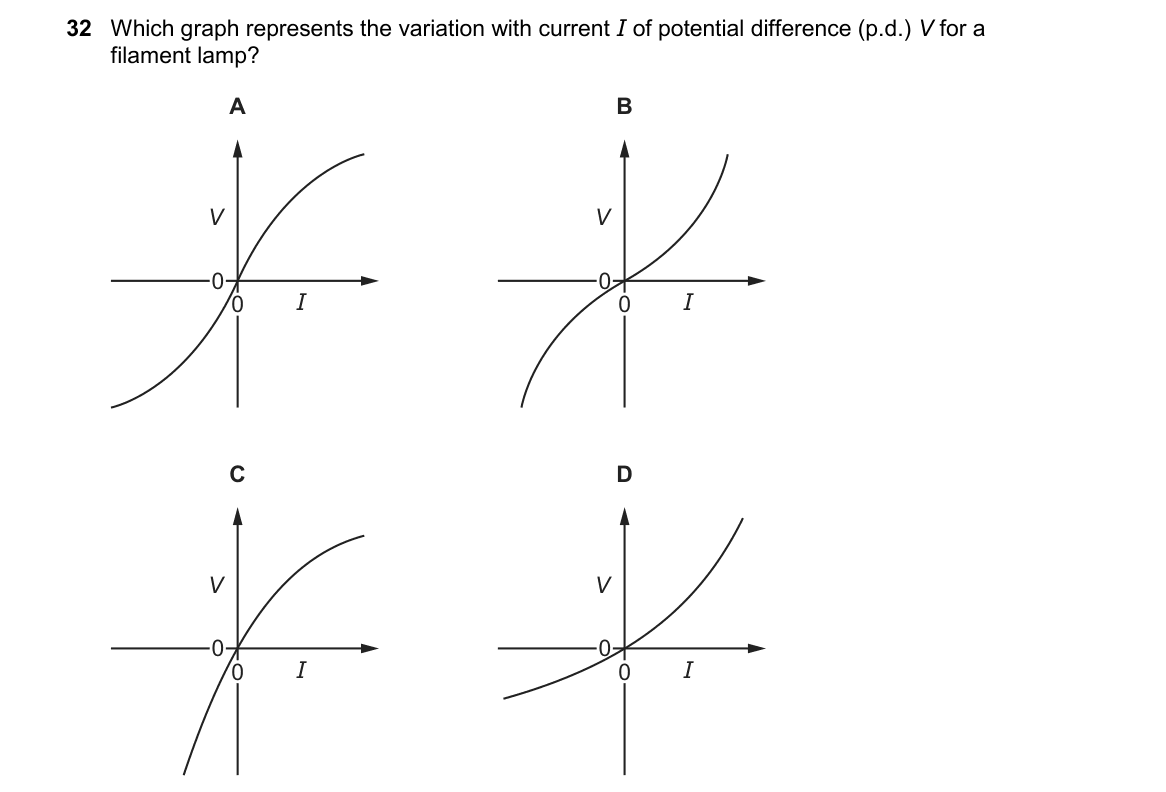 32 Which graph represents the variation with current I of potential difference (p.d.) V for a
filament lamp?
A
B
V
V
0
0
0
I
0
I
C
D
V
V
0
0
0
I
0
I